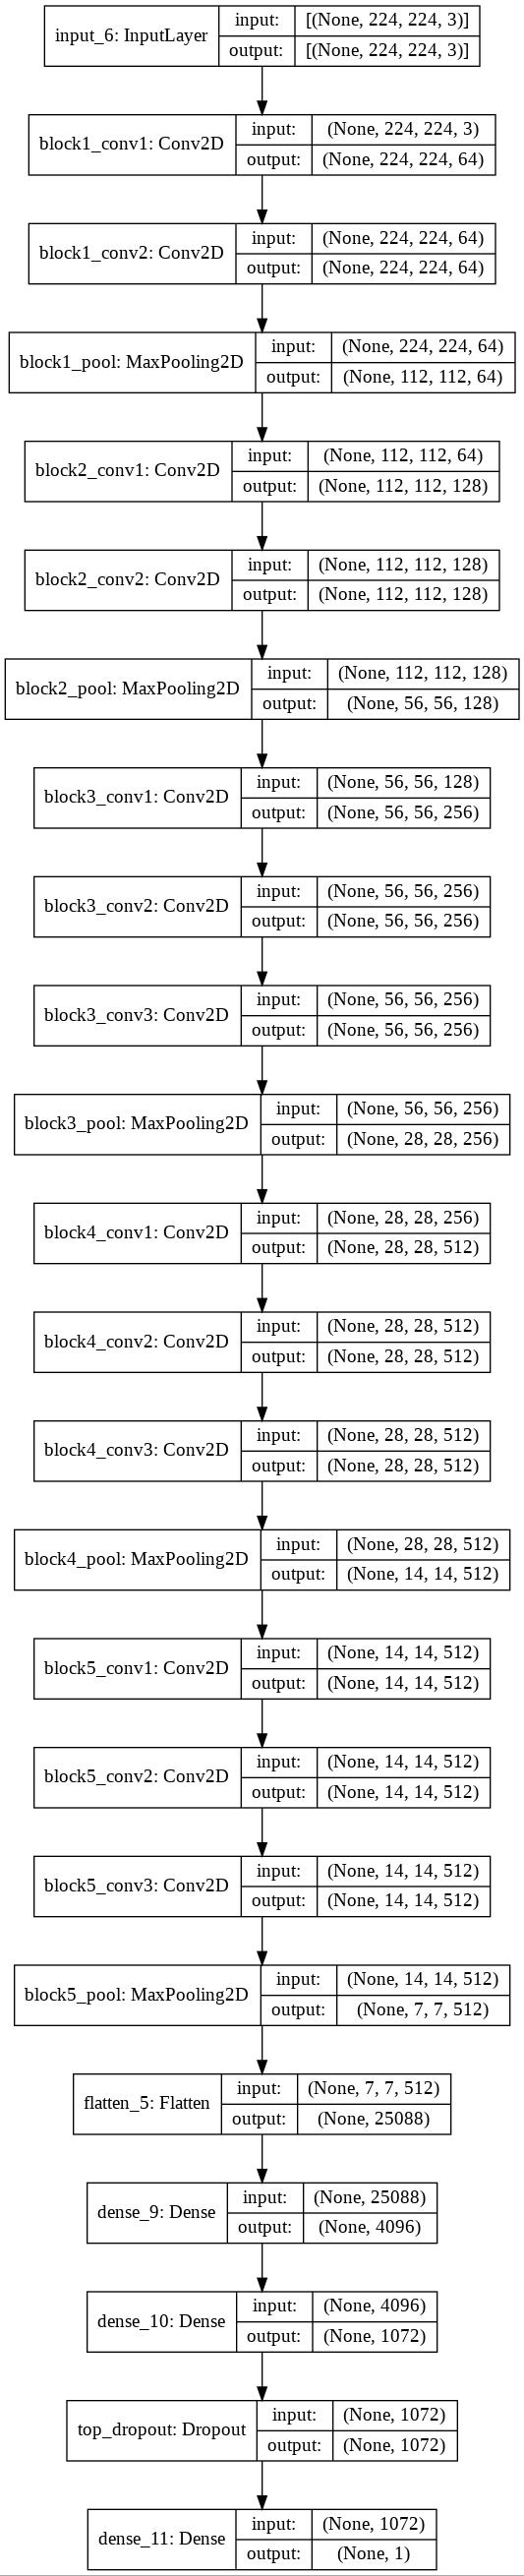 input_6: InputLayer
input: [(None, 224, 224, 3)]
output: [(None, 224, 224, 3)]
block1_conv1: Conv2D
input: (None, 224, 224, 3)
output: (None, 224, 224, 64)
block1_conv2: Conv2D
input: (None, 224, 224, 64)
output: (None, 224, 224, 64)
block1_pool: MaxPooling2D
input: (None, 224, 224, 64)
output: (None, 112, 112, 64)
block2_conv1: Conv2D
input: (None, 112, 112, 64)
output: (None, 112, 112, 128)
block2_conv2: Conv2D
input: (None, 112, 112, 128)
output: (None, 112, 112, 128)
block2_pool: MaxPooling2D
input: (None, 112, 112, 128)
output: (None, 56, 56, 128)
block3_conv1: Conv2D
input: (None, 56, 56, 128)
output: (None, 56, 56, 256)
block3_conv2: Conv2D
input: (None, 56, 56, 256)
output: (None, 56, 56, 256)
block3_conv3: Conv2D
input: (None, 56, 56, 256)
output: (None, 56, 56, 256)
block3_pool: MaxPooling2D
input: (None, 56, 56, 256)
output: (None, 28, 28, 256)
block4_conv1: Conv2D
input: (None, 28, 28, 256)
output: (None, 28, 28, 512)
block4_conv2: Conv2D
input: (None, 28, 28, 512)
output: (None, 28, 28, 512)
block4_conv3: Conv2D
input: (None, 28, 28, 512)
output: (None, 28, 28, 512)
block4_pool: MaxPooling2D
input: (None, 28, 28, 512)
output: (None, 14, 14, 512)
block5_conv1: Conv2D
input: (None, 14, 14, 512)
output: (None, 14, 14, 512)
block5_conv2: Conv2D
input: (None, 14, 14, 512)
output: (None, 14, 14, 512)
block5_conv3: Conv2D
input: (None, 14, 14, 512)
output: (None, 14, 14, 512)
block5_pool: MaxPooling2D
input: (None, 14, 14, 512)
output: (None, 7, 7, 512)
flatten_5: Flatten
input: (None, 7, 7, 512)
output: (None, 25088)
dense_9: Dense
input: (None, 25088)
output: (None, 4096)
dense_10: Dense
input: (None, 4096)
output: (None, 1072)
top_dropout: Dropout
input: (None, 1072)
output: (None, 1072)
dense_11: Dense
input: (None, 1072)
output: (None, 1)